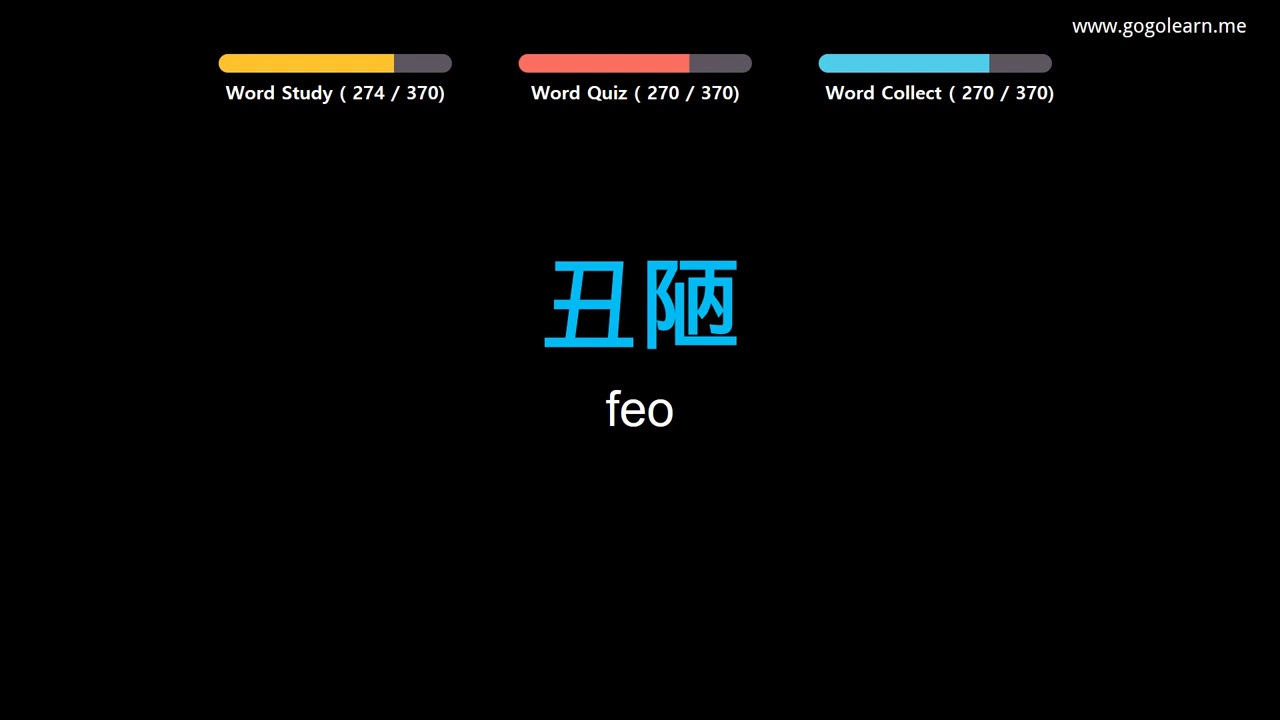 www.gogolearn.me
Word Study ( 274 / 370)
Word Quiz ( 270 / 370)
Word Collect ( 270 / 370)
丑陋
feo